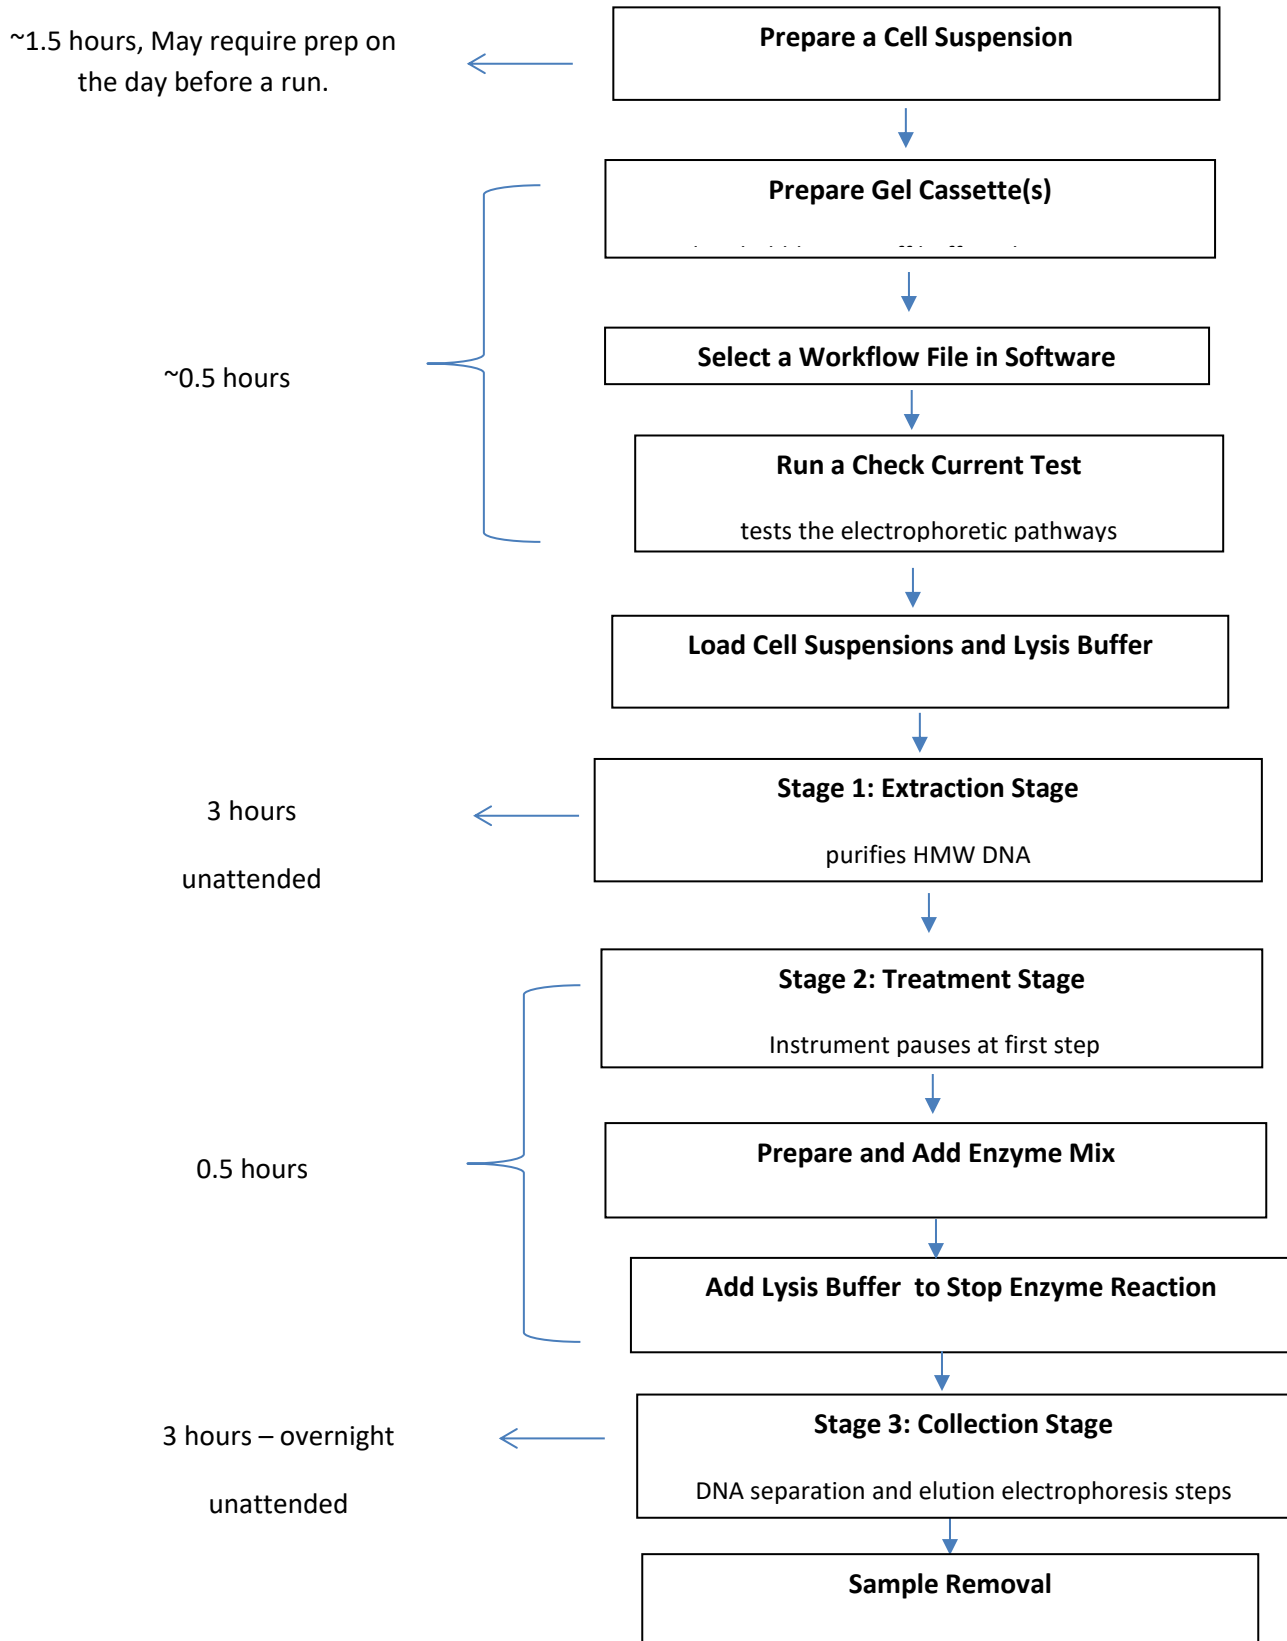 ~1.5 hours, May require prep on
the day before a run.
Prepare a Cell Suspension
Prepare Gel Cassette(s)
~0.5 hours
Select a Workflow File in Software
Run a Check Current Test
tests the electrophoretic pathways
Load Cell Suspensions and Lysis Buffer
3 hours
unattended
Stage 1: Extraction Stage
purifies HMW DNA
Stage 2: Treatment Stage
Instrument pauses at first step
0.5 hours
Prepare and Add Enzyme Mix
Add Lysis Buffer  to Stop Enzyme Reaction
3 hours – overnight
unattended
Stage 3: Collection Stage
DNA separation and elution electrophoresis steps
Sample Removal